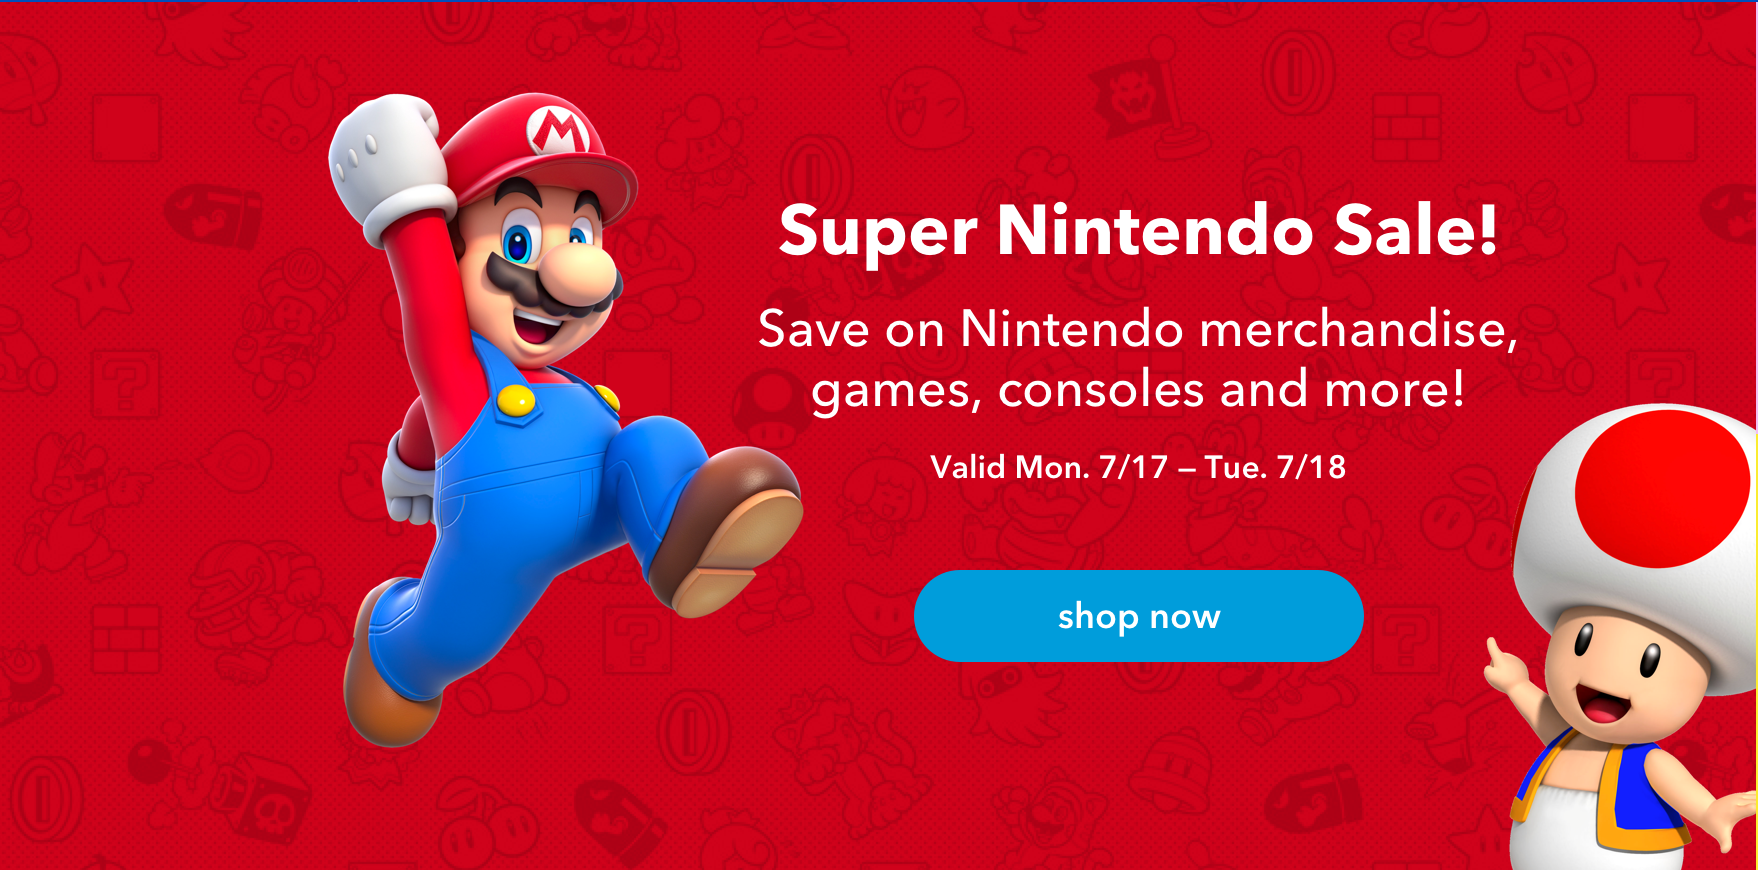 M
Super Nintendo Sale!
Save on Nintendo merchandise,
games, consoles and more!
Valid Mon. 7/17 – Tue. 7/18
shop now